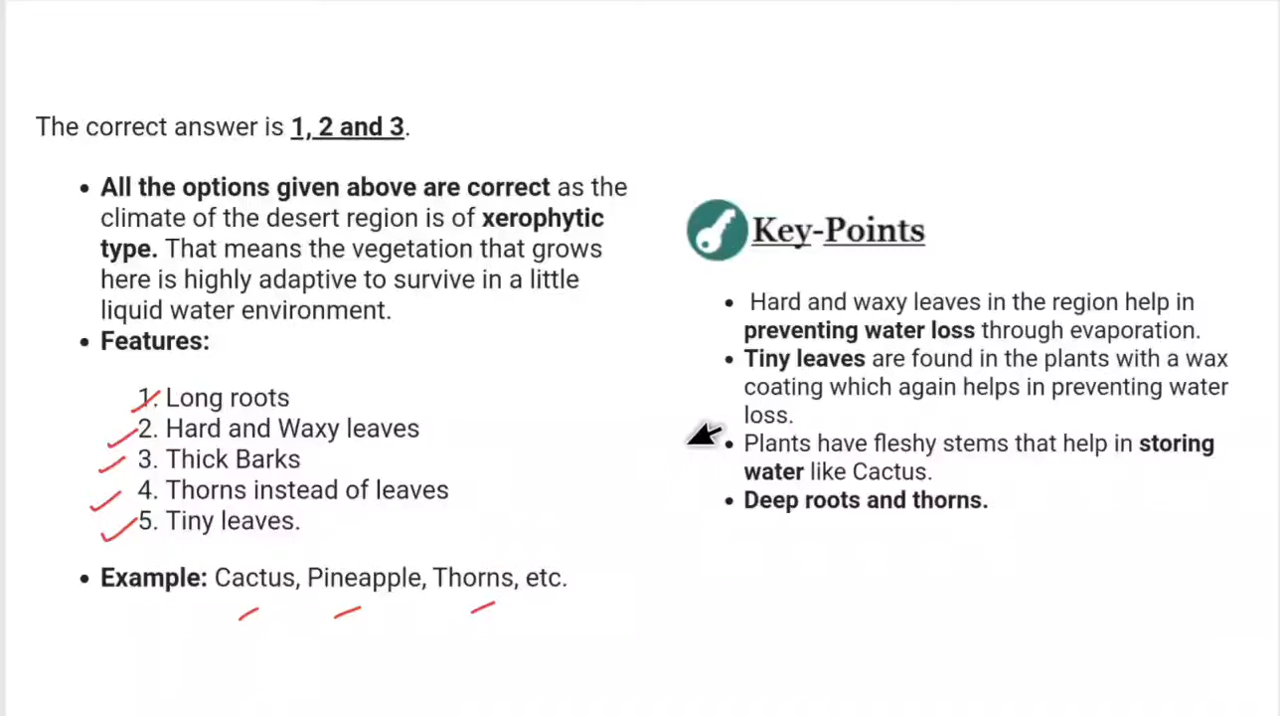 The correct answer is 1, 2 and 3.
• All the options given above are correct as the
climate of the desert region is of xerophytic
type. That means the vegetation that grows
here is highly adaptive to survive in a little
liquid water environment.
• Features:
1. Long roots
2. Hard and Waxy leaves
3. Thick Barks
4. Thorns instead of leaves
5. Tiny leaves.
• Example: Cactus, Pineapple, Thorns, etc.
Key-Points
• Hard and waxy leaves in the region help in
preventing water loss through evaporation.
• Tiny leaves are found in the plants with a wax
coating which again helps in preventing water
loss.
• Plants have fleshy stems that help in storing
water like Cactus.
• Deep roots and thorns.